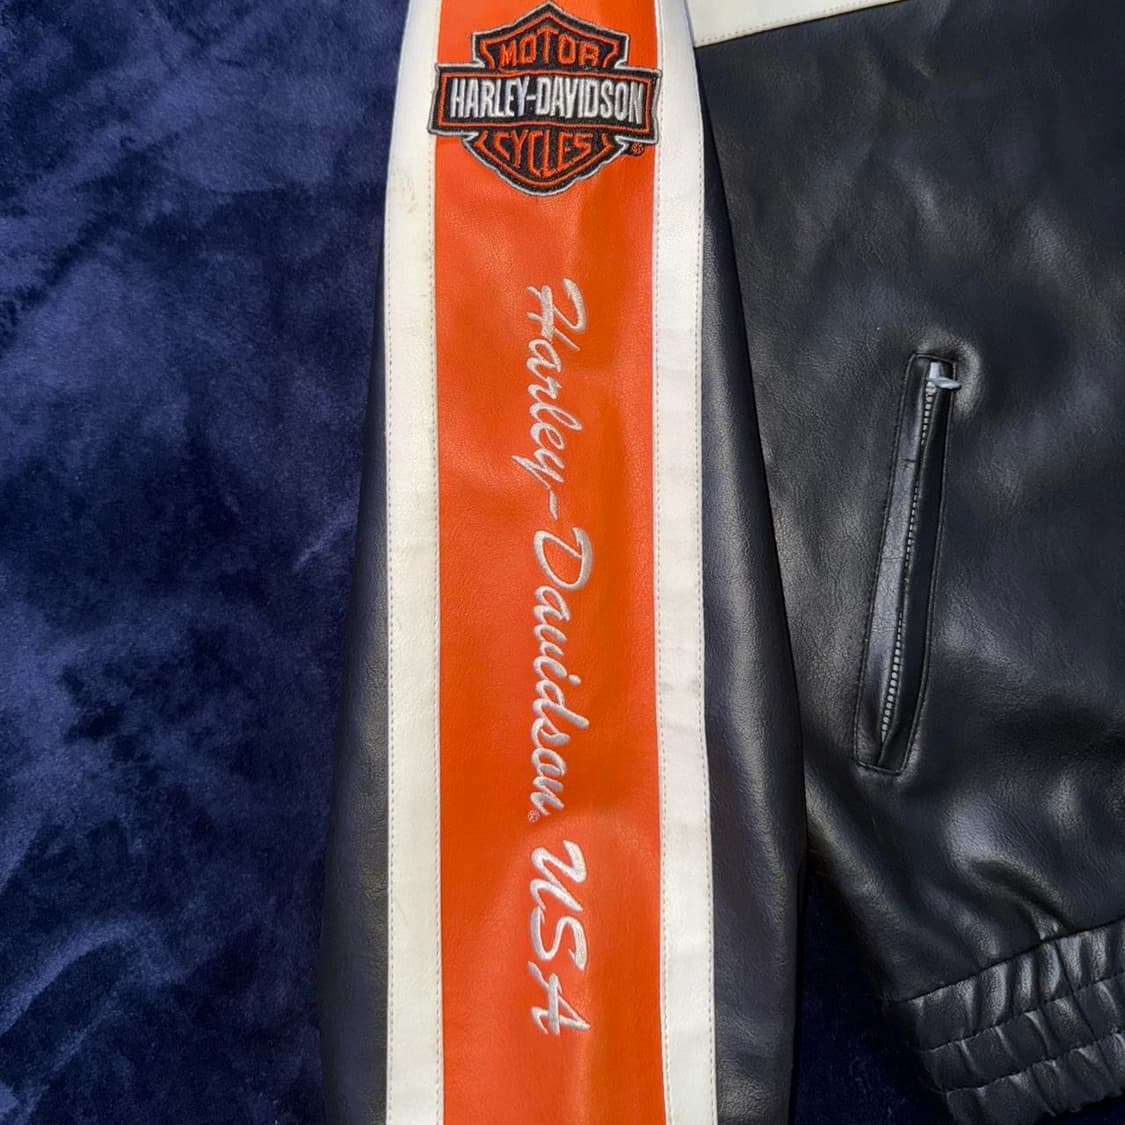 MOTOR
HARLEY-DAVIDSON
CYCLES
®
Harley-Davidson® USA